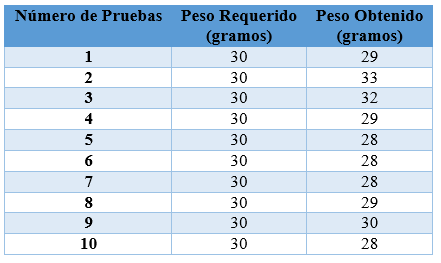 Número de Pruebas Peso Requerido (gramos) Peso Obtenido (gramos)
1 30 29
2 30 33
3 30 32
4 30 29
5 30 28
6 30 28
7 30 28
8 30 29
9 30 30
10 30 28